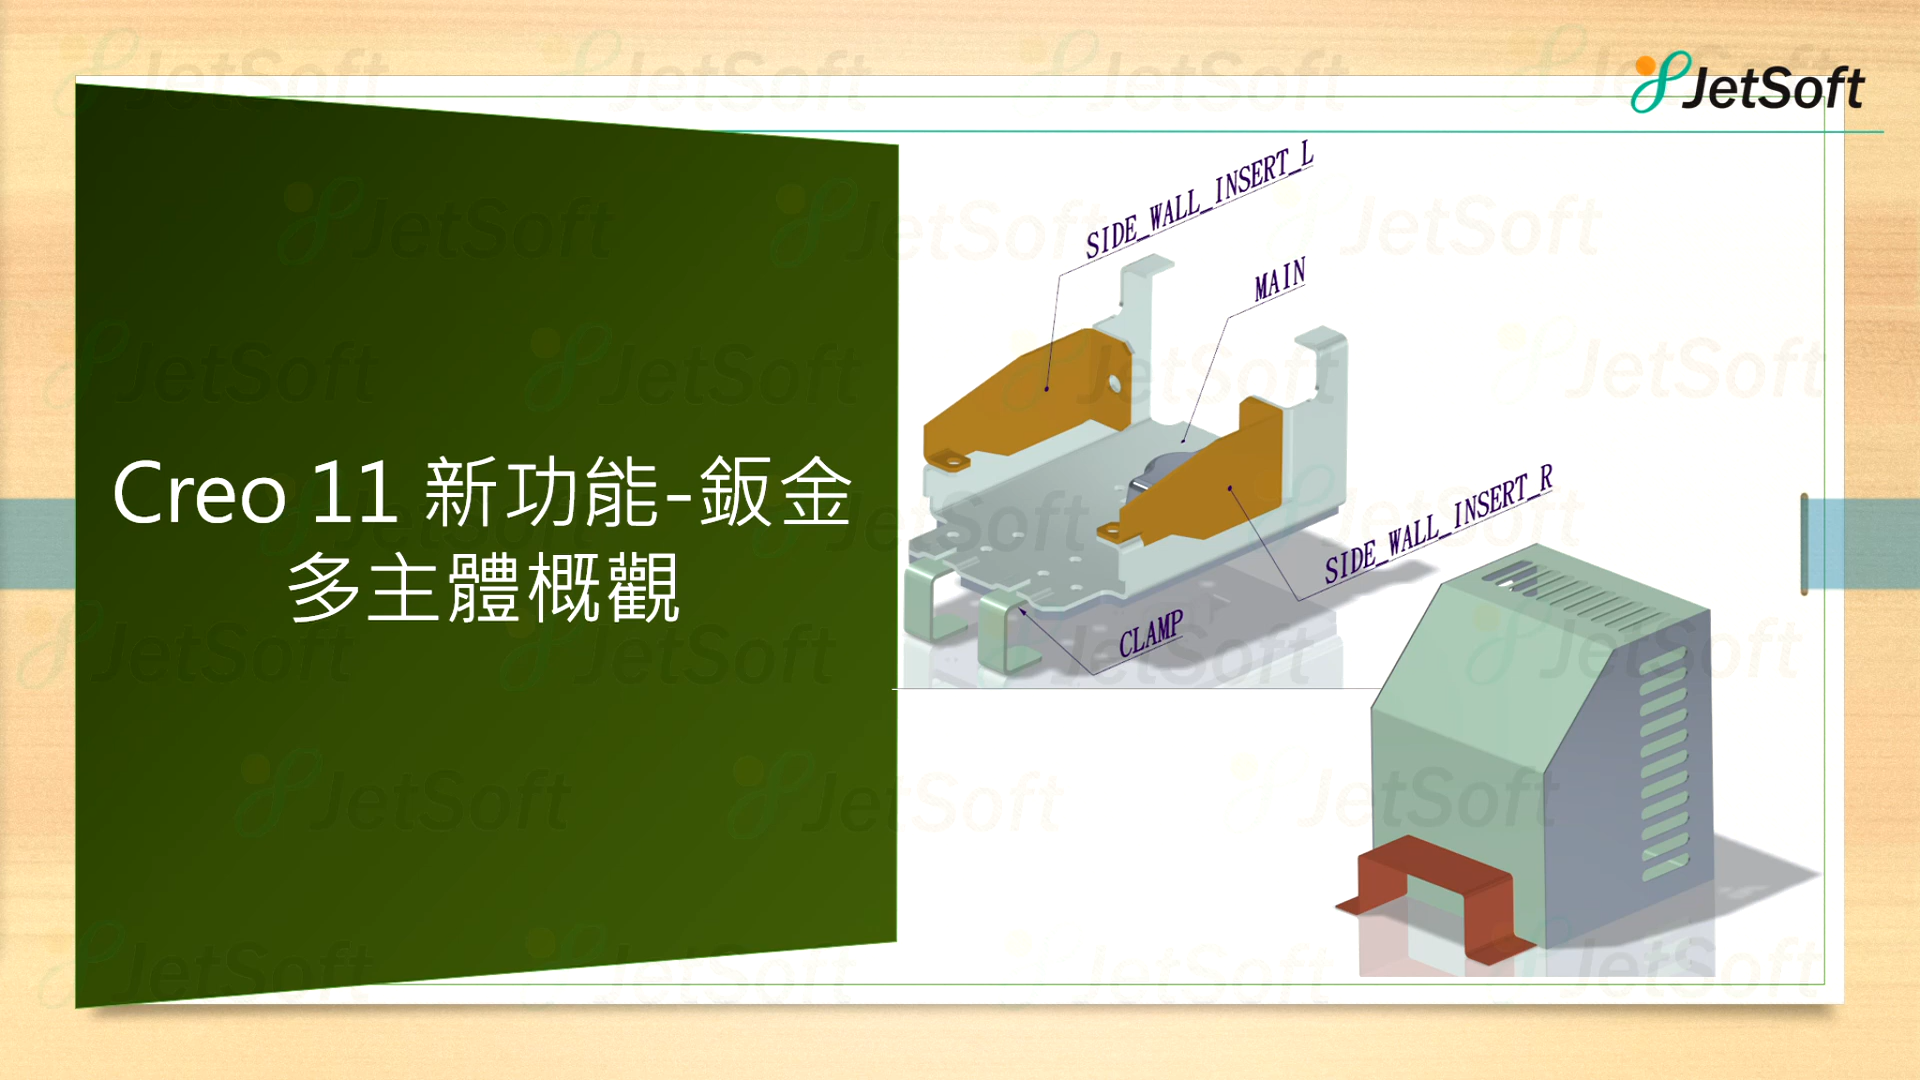 JetSoft
Creo 11 新功能-鈑金
多主體概觀
SIDE_WALL_INSERT_L
MAIN
SIDE_WALL_INSERT_R
CLAMP